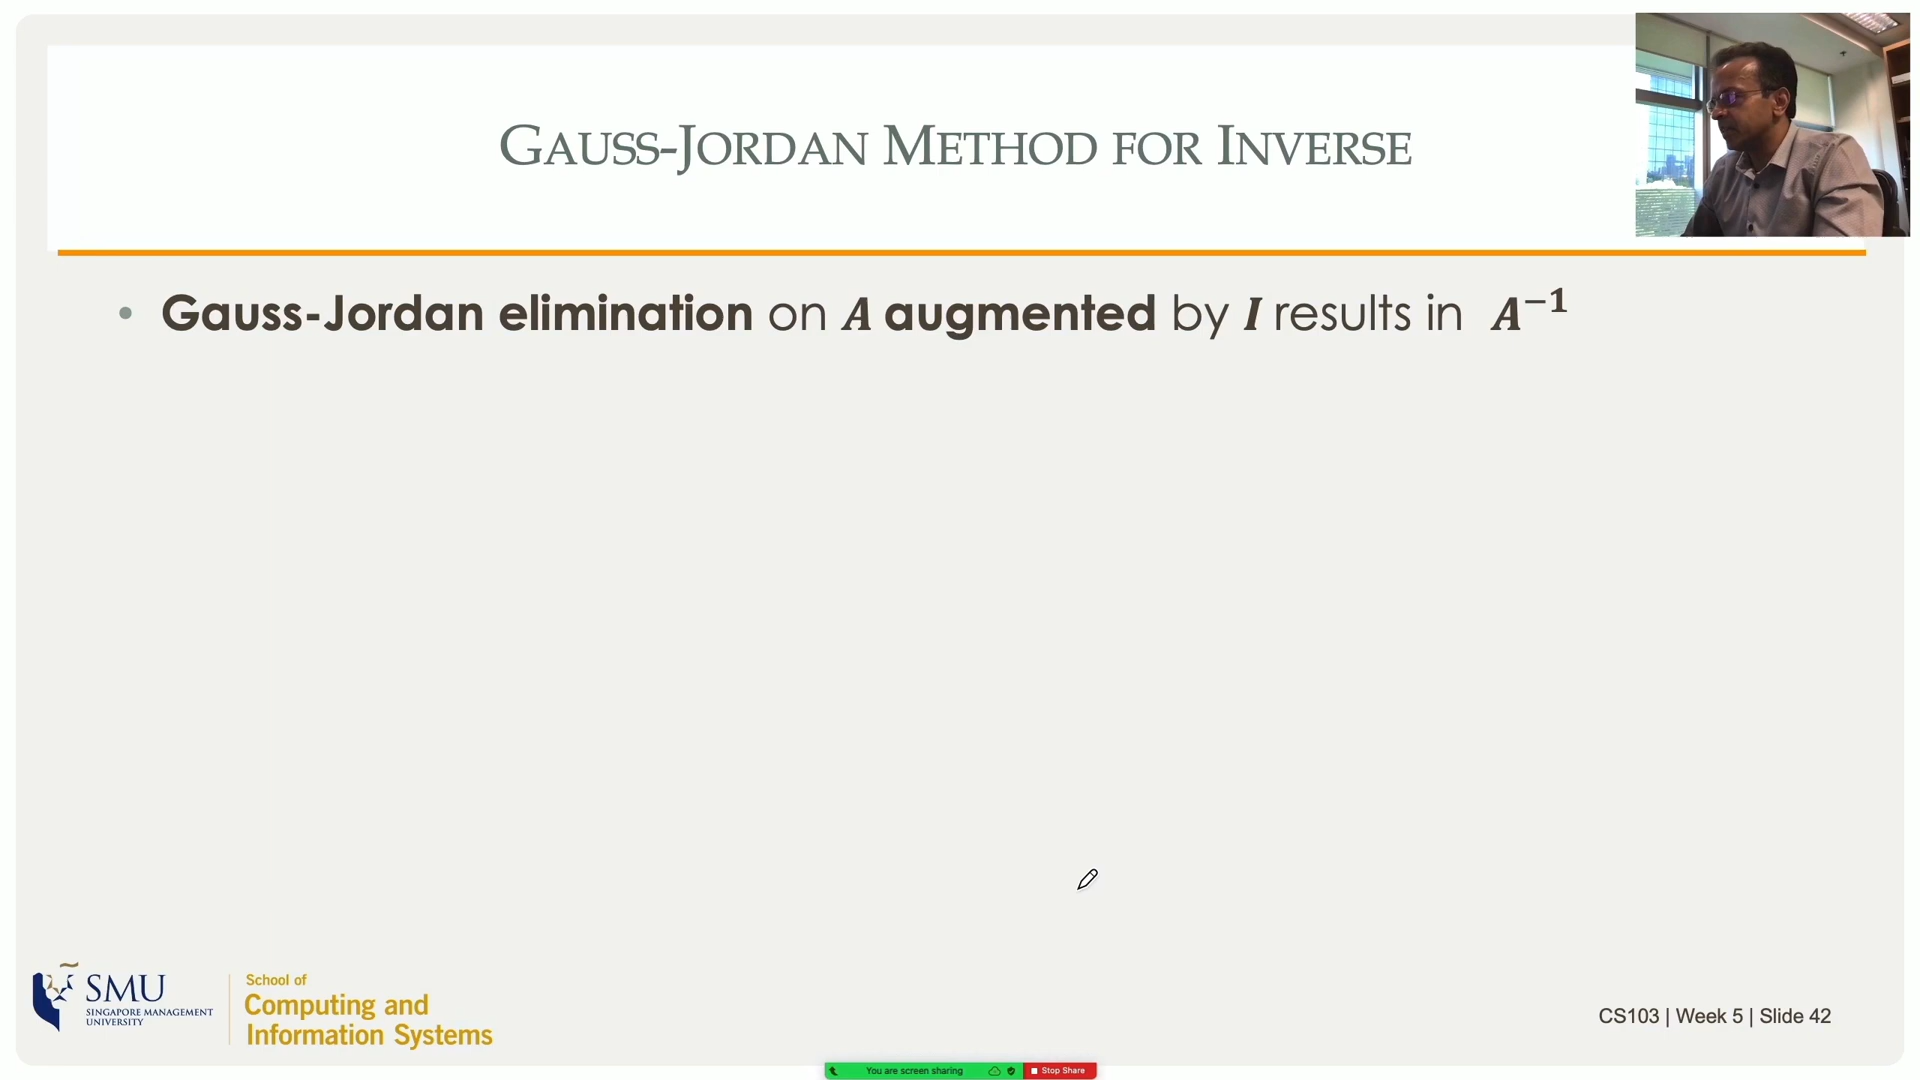 GAUSS-JORDAN METHOD FOR INVERSE
• Gauss-Jordan elimination on A augmented by I results in A⁻¹
SMU
SINGAPORE MANAGEMENT
UNIVERSITY
School of
Computing and
Information Systems
CS103 | Week 5 | Slide 42
You are screen sharing
Stop Share